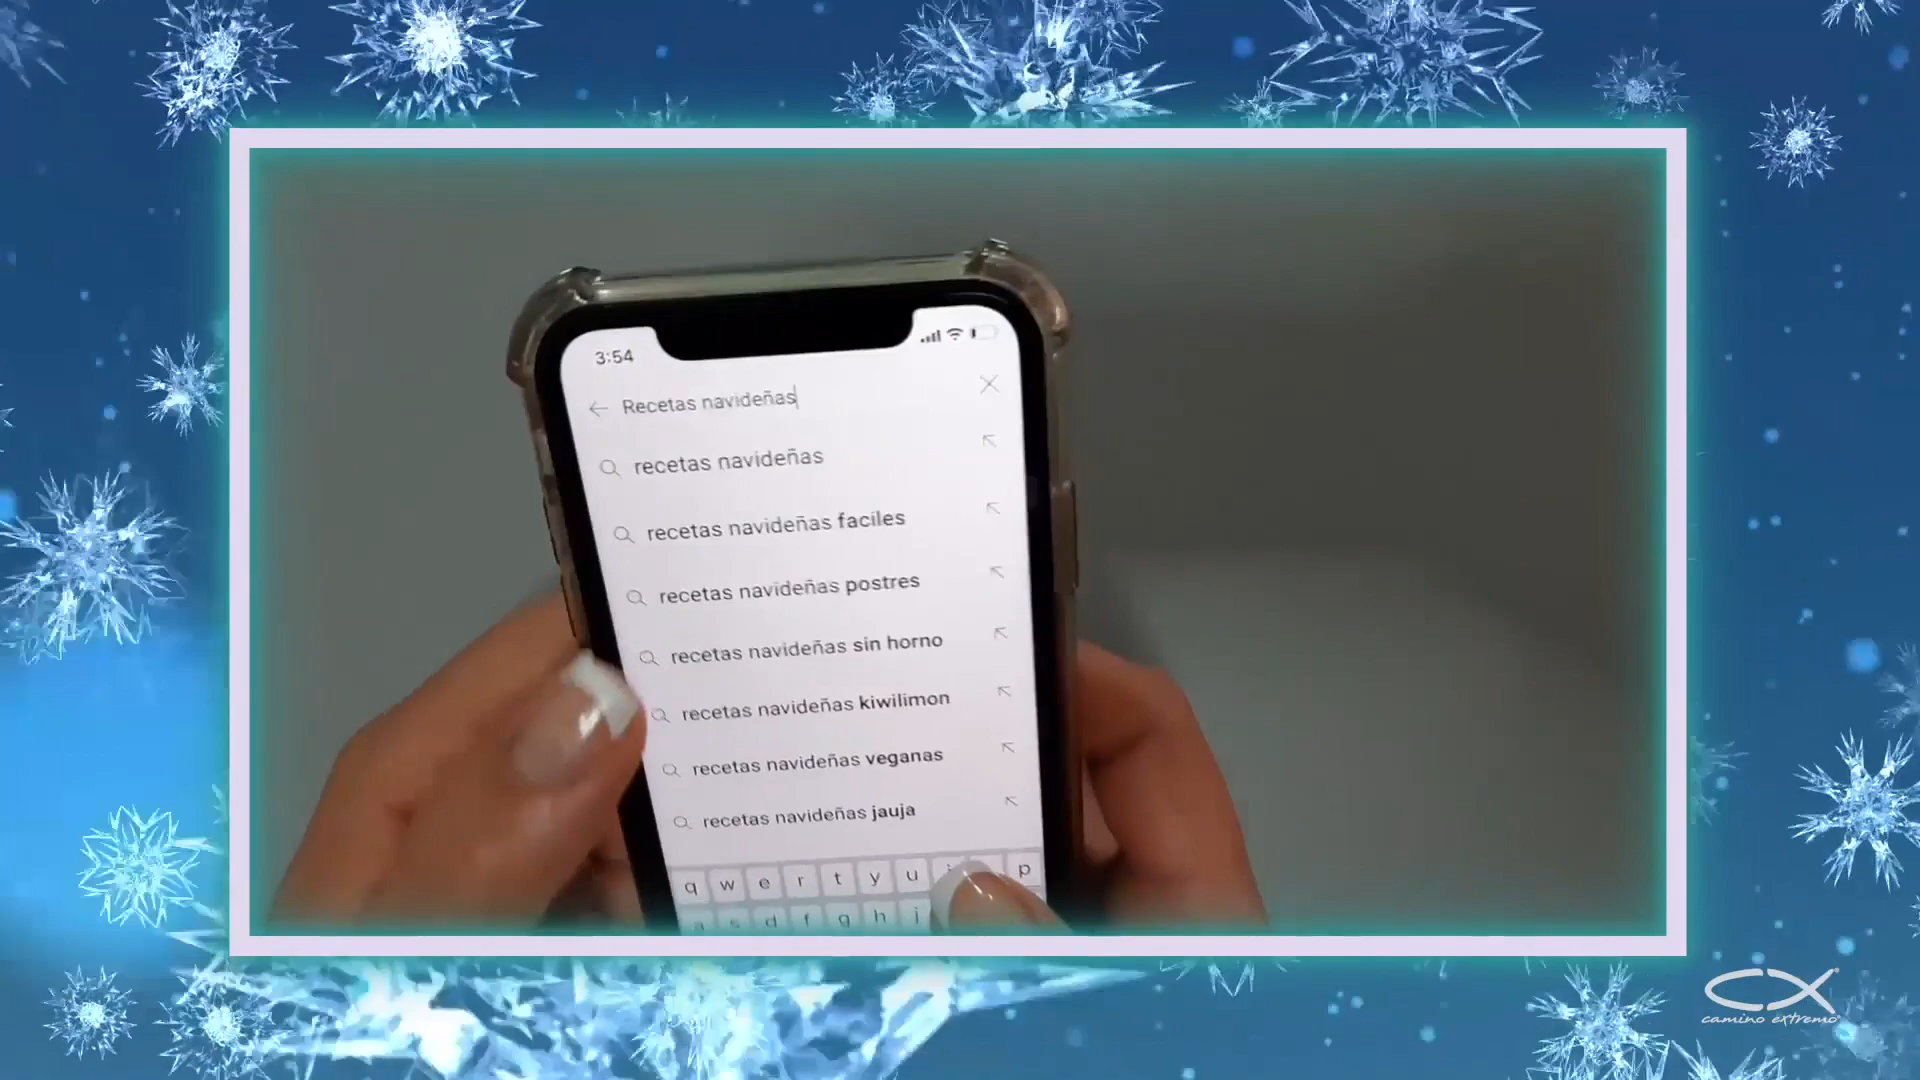 3:54
Recetas navideñas
recetas navideñas
recetas navideñas faciles
recetas navideñas postres
recetas navideñas sin horno
recetas navideñas kiwilimon
recetas navideñas veganas
recetas navideñas jauja
q w e r t y u i p
a s d f g h j
CX
camino extremo